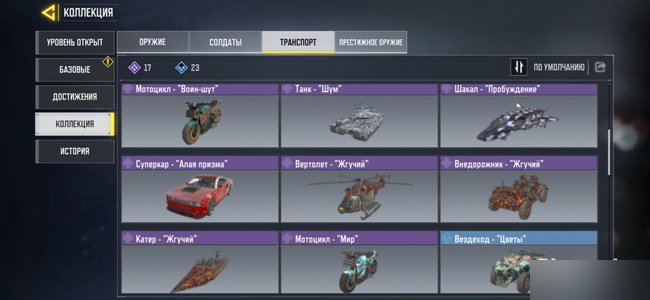 КОЛЛЕКЦИЯ
УРОВЕНЬ ОТКРЫТ
БАЗОВЫЕ
ДОСТИЖЕНИЯ
КОЛЛЕКЦИЯ
ИСТОРИЯ
ОРУЖИЕ
СОЛДАТЫ
ТРАНСПОРТ
ПРЕСТИЖНОЕ ОРУЖИЕ
17
23
ПО УМОЛЧАНИЮ
Мотоцикл - "Воин-шут"
Танк - "Шум"
Шакал - "Пробуждение"
Суперкар - "Алая призма"
Вертолет - "Жгучий"
Внедорожник - "Жгучий"
Катер - "Жгучий"
Мотоцикл - "Мир"
Вездеход - "Цветы"